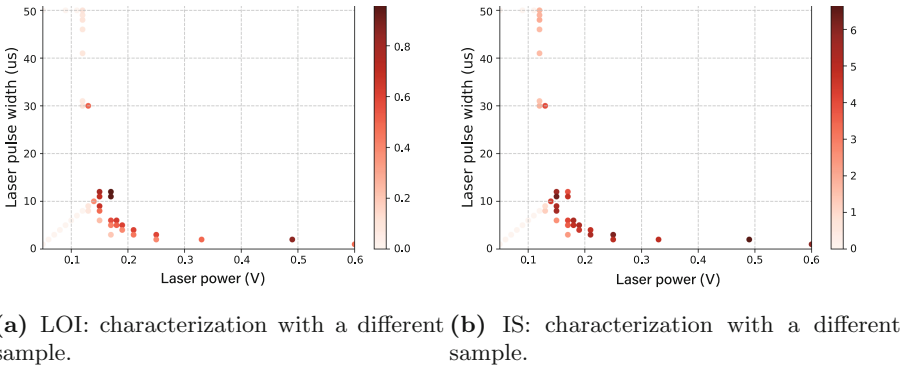 50
40
30
20
10
0
Laser pulse width (us)
0.1 0.2 0.3 0.4 0.5 0.6
Laser power (V)
0.8
0.6
0.4
0.2
0.0
50
40
30
20
10
0
Laser pulse width (us)
0.1 0.2 0.3 0.4 0.5 0.6
Laser power (V)
6
5
4
3
2
1
0
(a) LOI: characterization with a different
sample.
(b) IS: characterization with a different
sample.